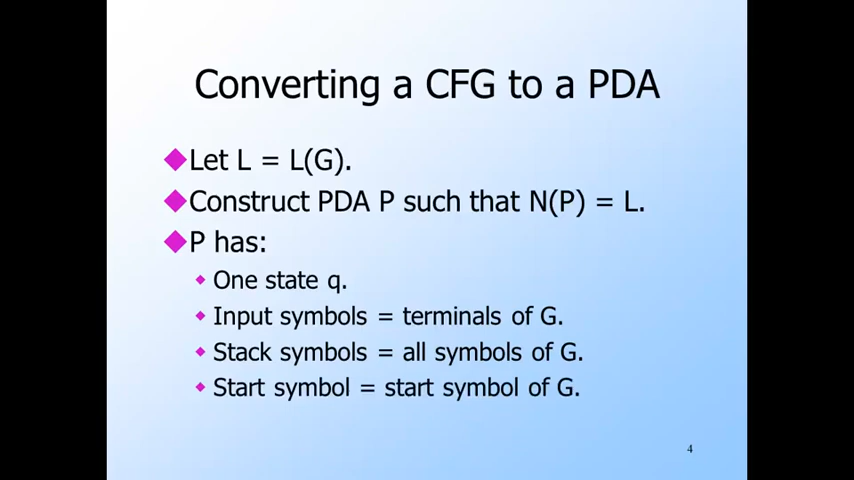 Converting a CFG to a PDA
Let L = L(G).
Construct PDA P such that N(P) = L.
P has:
One state q.
Input symbols = terminals of G.
Stack symbols = all symbols of G.
Start symbol = start symbol of G.
4